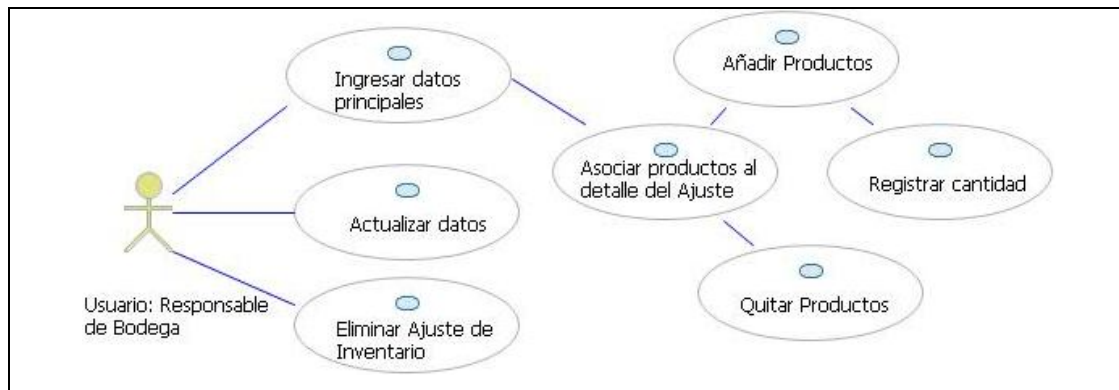 Ingresar datos
principales
Añadir Productos
Asociar productos al
detalle del Ajuste
Registrar cantidad
Actualizar datos
Quitar Productos
Usuario: Responsable
de Bodega
Eliminar Ajuste de
Inventario